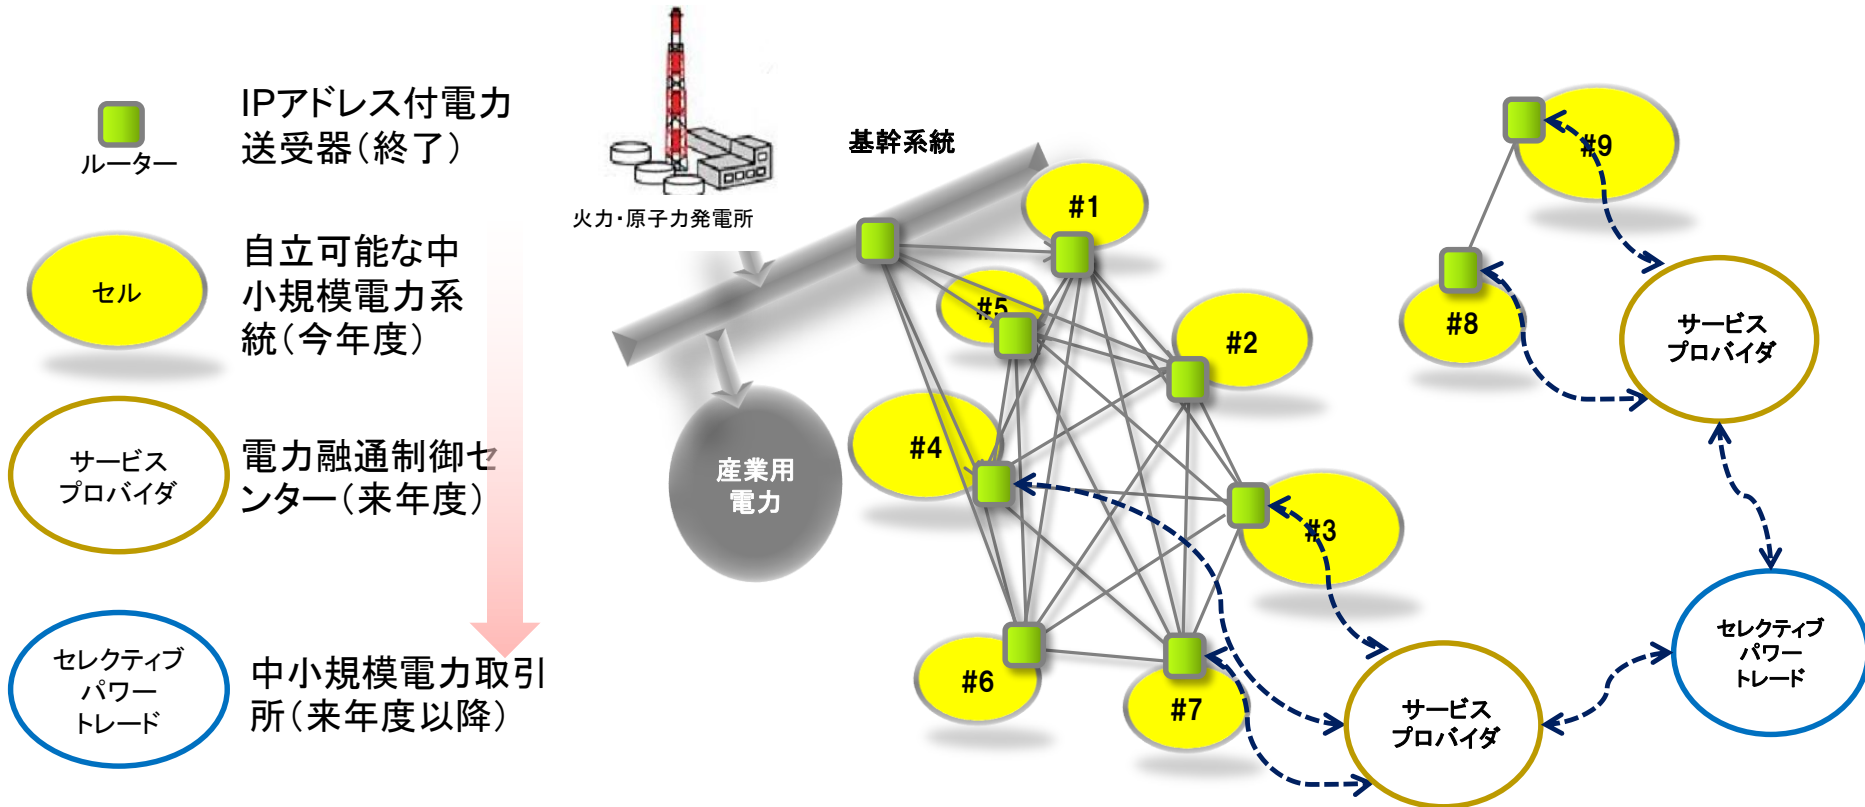 ルーター
IPアドレス付電力
送受器(終了)
セル
自立可能な中
小規模電力系
統(今年度)
サービス
プロバイダ
電力融通制御セ
ンター(来年度)
セレクティブ
パワー
トレード
中小規模電力取引
所(来年度以降)
火力・原子力発電所
基幹系統
産業用
電力
#1
#5
#2
#4
#3
#6
#7
#9
#8
サービス
プロバイダ
サービス
プロバイダ
セレクティブ
パワー
トレード